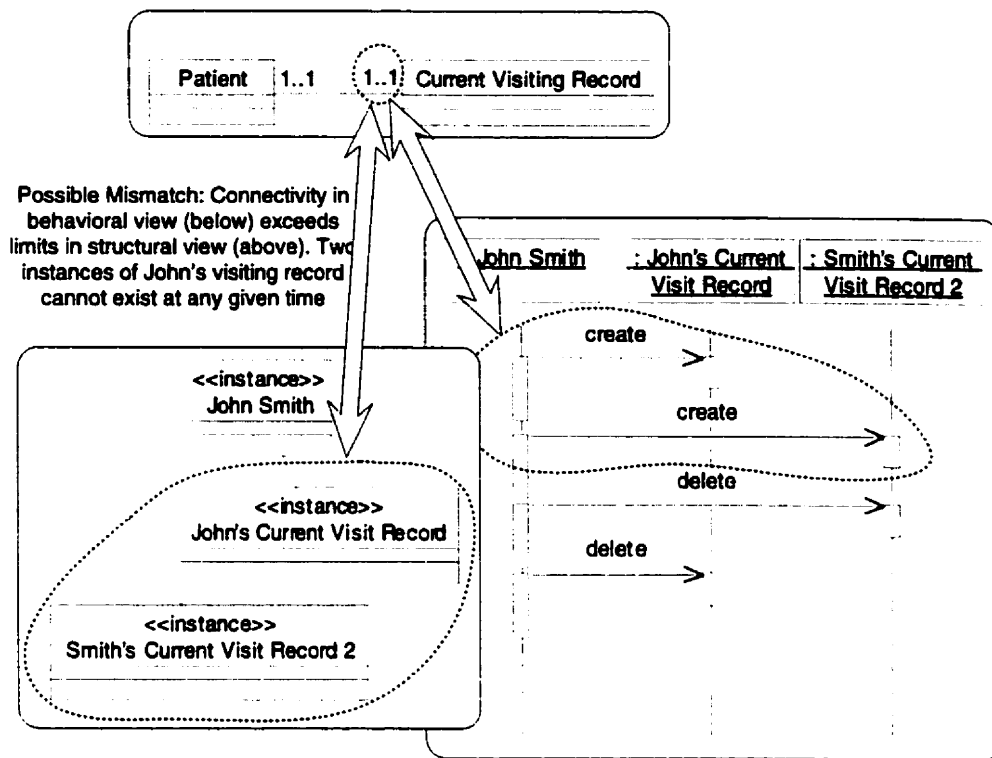 Patient 1..1 1..1 Current Visiting Record
Possible Mismatch: Connectivity in
behavioral view (below) exceeds
limits in structural view (above). Two
instances of John's visiting record
cannot exist at any given time
John Smith
: John's Current
Visit Record
: Smith's Current
Visit Record 2
create
create
delete
delete
<<instance>>
John Smith
<<instance>>
John's Current Visit Record
<<instance>>
Smith's Current Visit Record 2